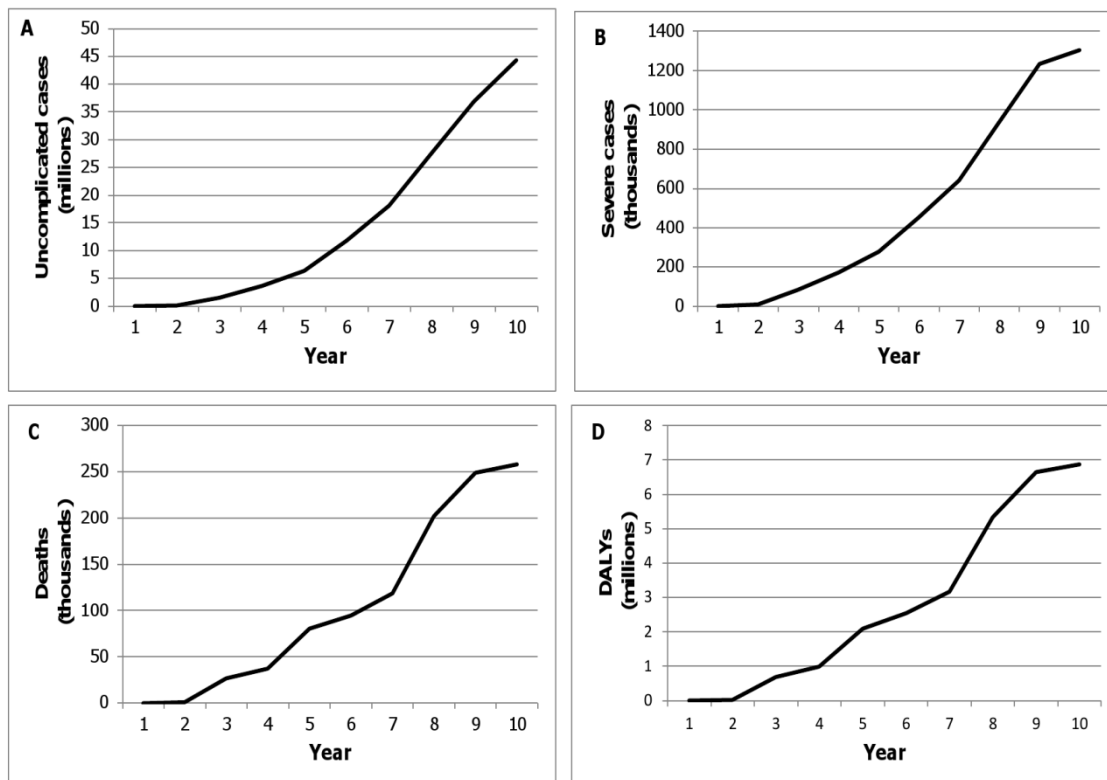 A
Uncomplicated cases
(millions)
50
45
40
35
30
25
20
15
10
5
0
1 2 3 4 5 6 7 8 9 10
Year
B
Severe cases
(thousands)
1400
1200
1000
800
600
400
200
0
1 2 3 4 5 6 7 8 9 10
Year
C
Deaths
(thousands)
300
250
200
150
100
50
0
1 2 3 4 5 6 7 8 9 10
Year
D
DALYs
(millions)
8
7
6
5
4
3
2
1
0
1 2 3 4 5 6 7 8 9 10
Year